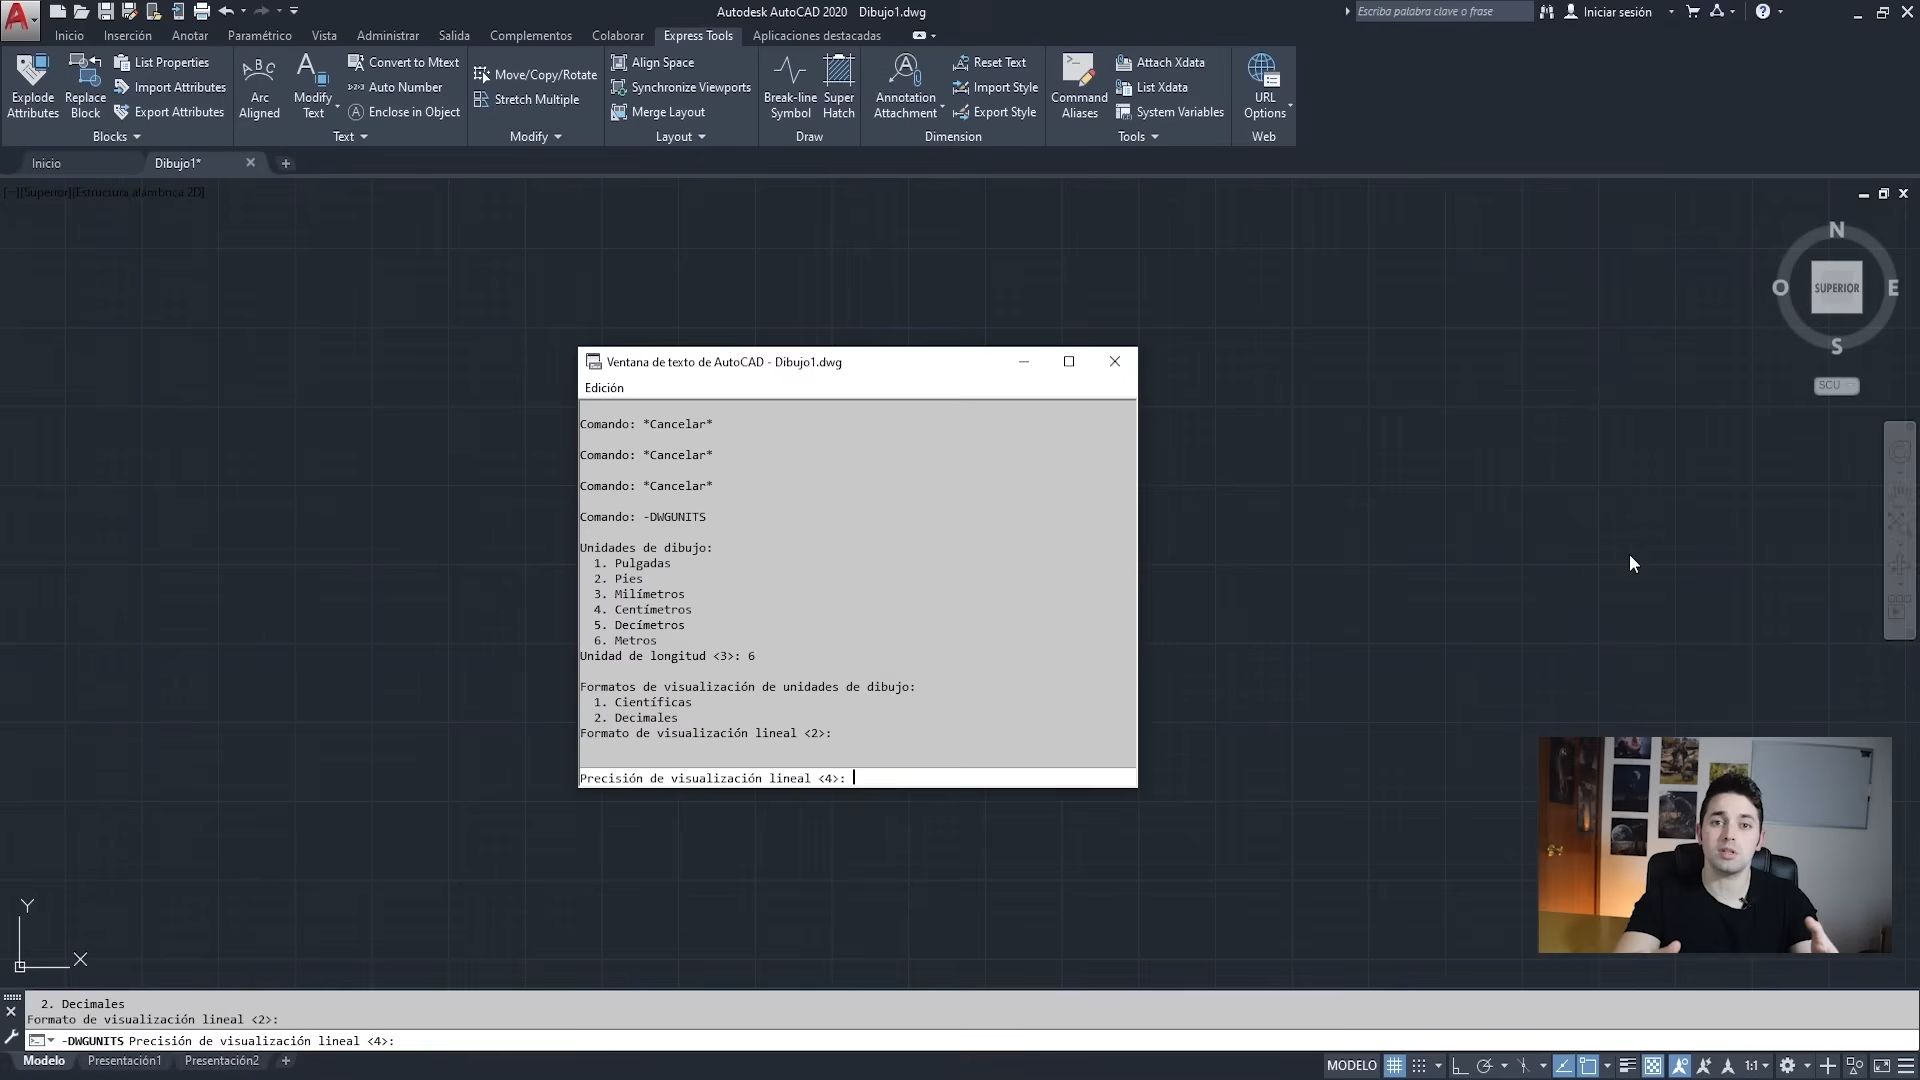 Autodesk AutoCAD 2020 Dibujo1.dwg
Escriba palabra clave o frase
Iniciar sesión
Inicio Inserción Anotar Paramétrico Vista Administrar Salida Complementos Colaborar Express Tools Aplicaciones destacadas
Explode Attributes
Replace Block
List Properties
Import Attributes
Export Attributes
Blocks
Arc Aligned
Modify Text
Convert to Mtext
Auto Number
Enclose in Object
Text
Move/Copy/Rotate
Stretch Multiple
Modify
Align Space
Synchronize Viewports
Merge Layout
Layout
Break-line Symbol
Super Hatch
Draw
Annotation Attachment
Reset Text
Import Style
Export Style
Dimension
Command Aliases
Attach Xdata
List Xdata
System Variables
Tools
URL Options
Web
Inicio Dibujo1*
[−][Superior][Estructura alámbrica 2D]
N
O SUPERIOR E
S
SCU
Ventana de texto de AutoCAD - Dibujo1.dwg
Edición
Comando: *Cancelar*
Comando: *Cancelar*
Comando: *Cancelar*
Comando: -DWGUNITS
Unidades de dibujo:
1. Pulgadas
2. Pies
3. Milímetros
4. Centímetros
5. Decímetros
6. Metros
Unidad de longitud <3>: 6
Formatos de visualización de unidades de dibujo:
1. Científicas
2. Decimales
Formato de visualización lineal <2>:
Precisión de visualización lineal <4>:
Y
X
2. Decimales
Formato de visualización lineal <2>:
-DWGUNITS Precisión de visualización lineal <4>:
Modelo Presentación1 Presentación2 +
MODELO 1:1